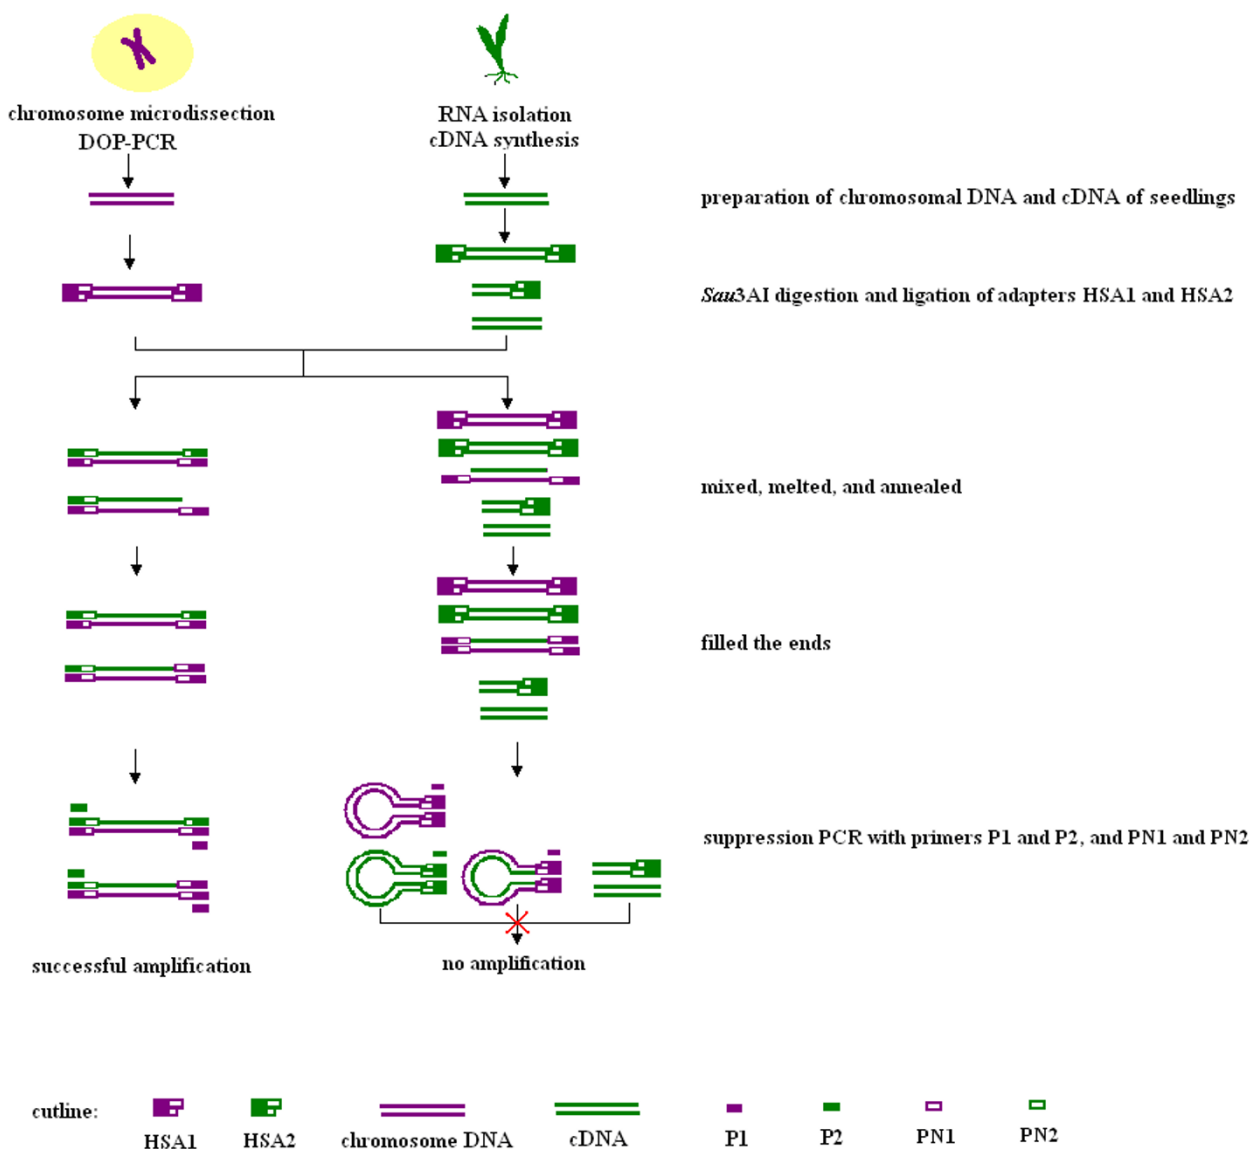 chromosome microdissection
DOP-PCR
RNA isolation
cDNA synthesis
preparation of chromosomal DNA and cDNA of seedlings
Sau3AI digestion and ligation of adapters HSA1 and HSA2
mixed, melted, and annealed
filled the ends
suppression PCR with primers P1 and P2, and PN1 and PN2
successful amplification
no amplification
cutline:
HSA1
HSA2
chromosome DNA
cDNA
P1
P2
PN1
PN2